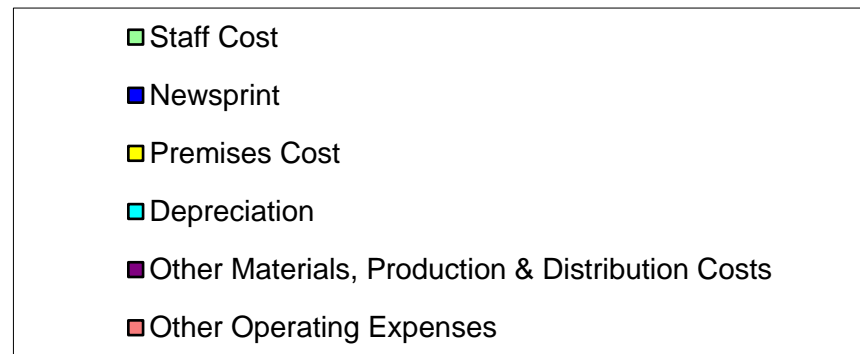 Staff Cost
Newsprint
Premises Cost
Depreciation
Other Materials, Production & Distribution Costs
Other Operating Expenses